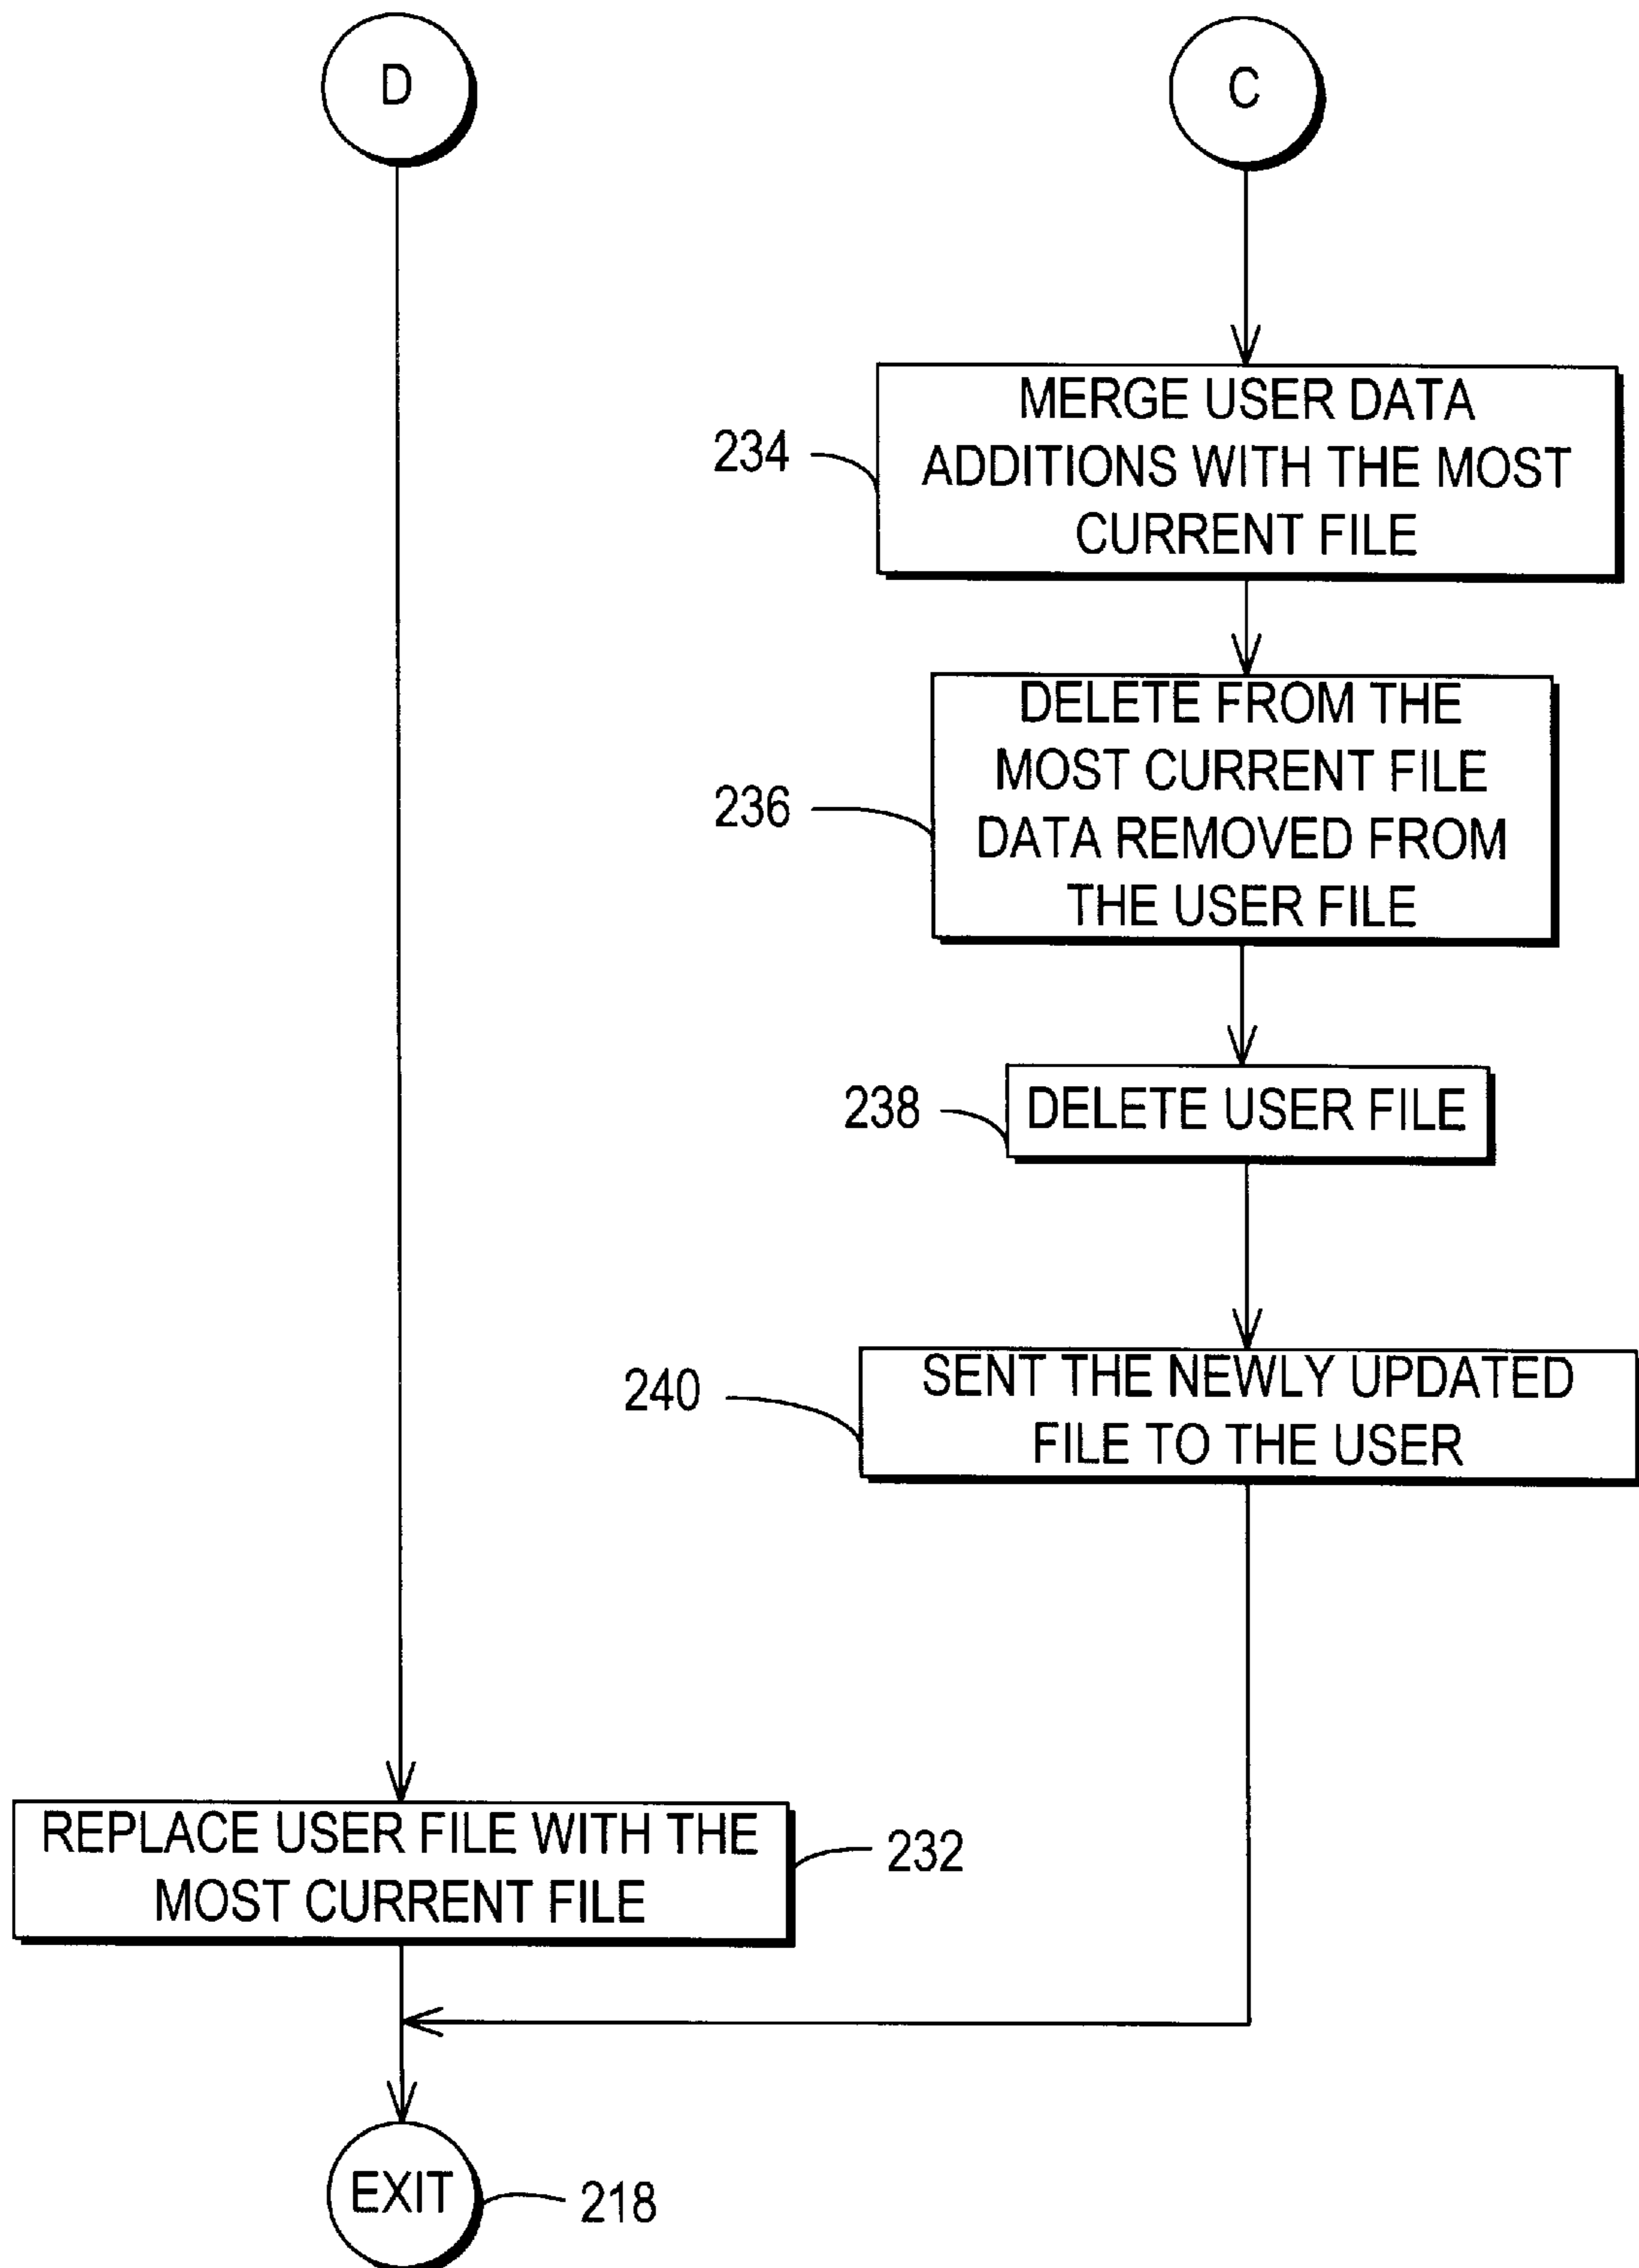 D
C
MERGE USER DATA
ADDITIONS WITH THE MOST
CURRENT FILE
234
DELETE FROM THE
MOST CURRENT FILE
DATA REMOVED FROM
THE USER FILE
236
DELETE USER FILE
238
SENT THE NEWLY UPDATED
FILE TO THE USER
240
REPLACE USER FILE WITH THE
MOST CURRENT FILE
232
EXIT
218